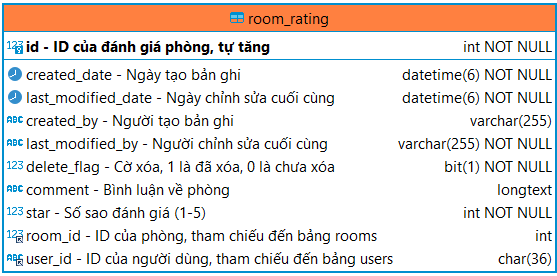 room_rating
123 id - ID của đánh giá phòng, tự tăng int NOT NULL
created_date - Ngày tạo bản ghi datetime(6) NOT NULL
last_modified_date - Ngày chỉnh sửa cuối cùng datetime(6) NOT NULL
ABC created_by - Người tạo bản ghi varchar(255)
ABC last_modified_by - Người chỉnh sửa cuối cùng varchar(255) NOT NULL
123 delete_flag - Cờ xóa, 1 là đã xóa, 0 là chưa xóa bit(1) NOT NULL
ABC comment - Bình luận về phòng longtext
123 star - Số sao đánh giá (1-5) int NOT NULL
123 room_id - ID của phòng, tham chiếu đến bảng rooms int
ABC user_id - ID của người dùng, tham chiếu đến bảng users char(36)